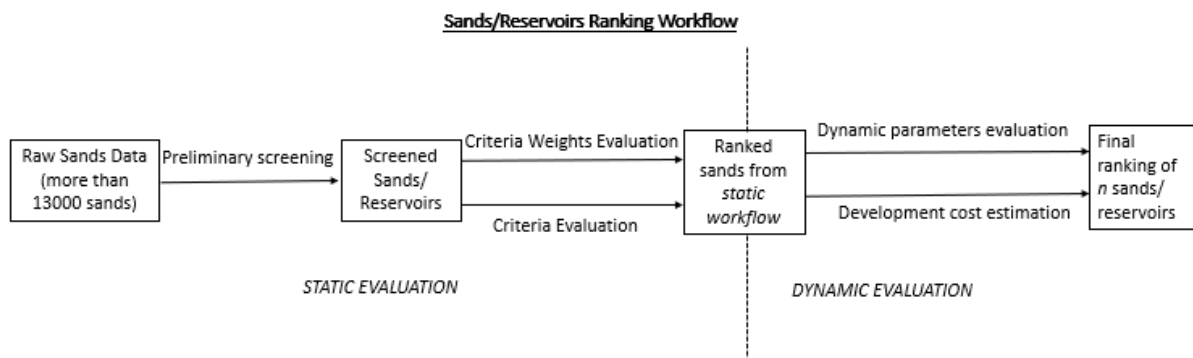 Sands/Reservoirs Ranking Workflow
Raw Sands Data
(more than
13000 sands)
Preliminary screening
Screened
Sands/
Reservoirs
Criteria Weights Evaluation
Criteria Evaluation
Ranked
sands from
static
workflow
Dynamic parameters evaluation
Development cost estimation
Final
ranking of
n sands/
reservoirs
STATIC EVALUATION
DYNAMIC EVALUATION